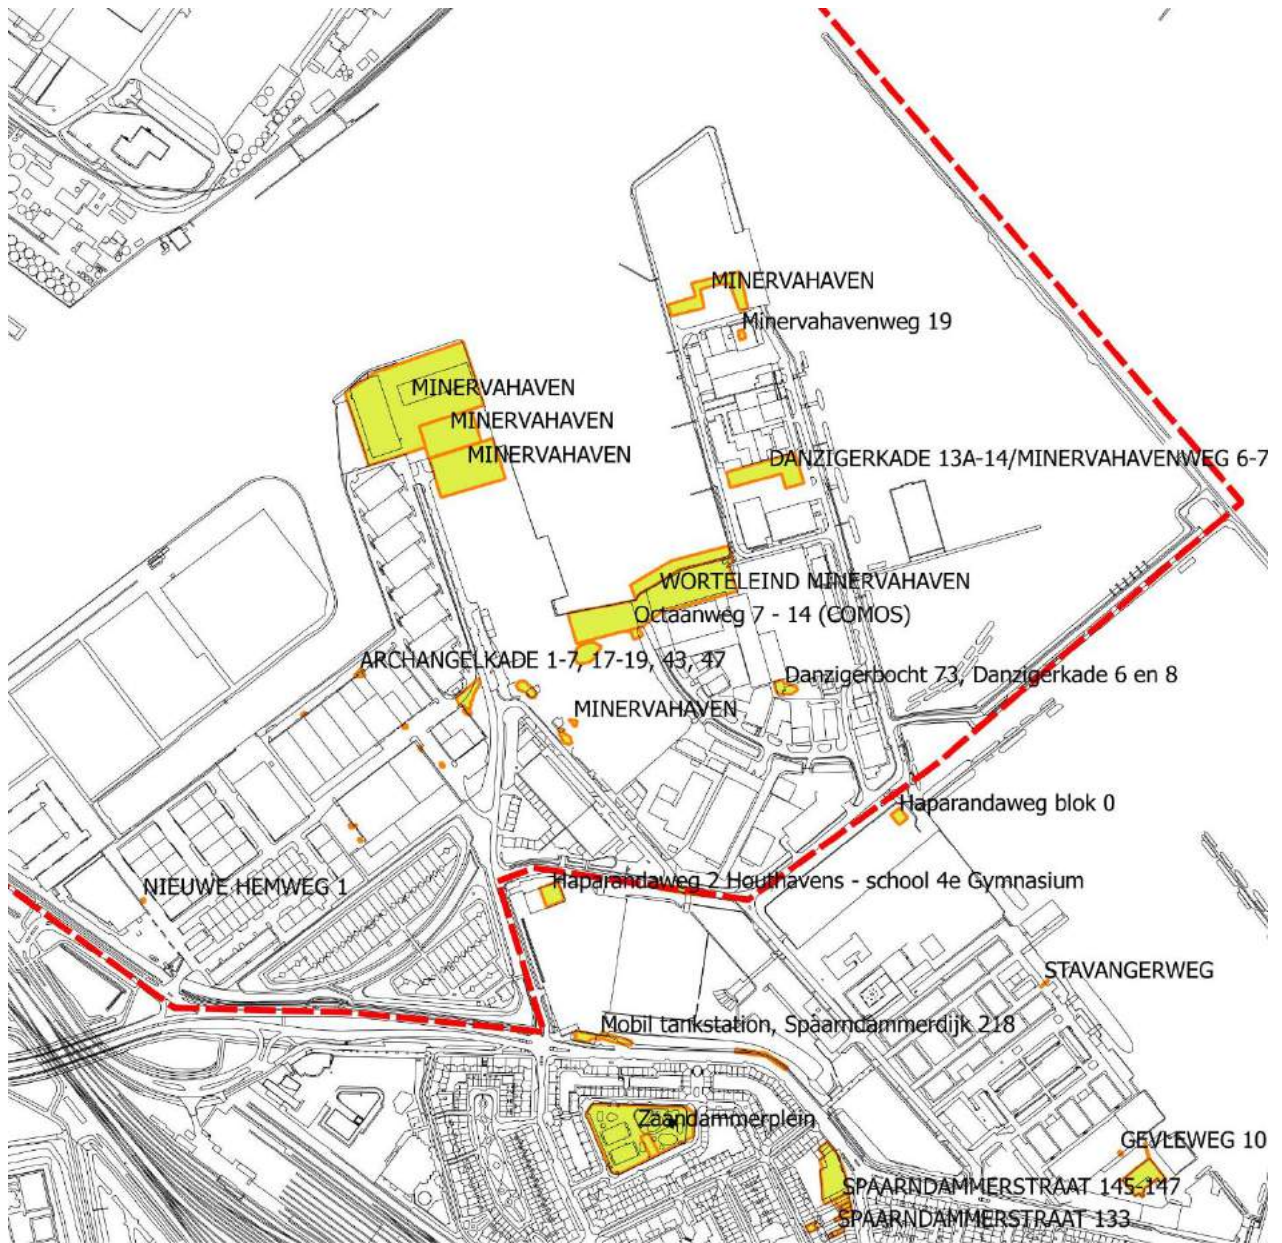 MINERVAHAVEN
Minervahavenweg 19
MINERVAHAVEN
MINERVAHAVEN
MINERVAHAVEN
DANZIGERKADE 13A-14/MINERVAHAVENWEG 6-7
WORTELEIND MINERVAHAVEN
Octaanweg 7 - 14 (COMOS)
ARCHANGELKADE 1-7, 17-19, 43, 47
Danzigerbocht 73, Danzigerkade 6 en 8
MINERVAHAVEN
Haparandaweg blok 0
NIEUWE HEMWEG 1
Haparandaweg 2 Houthavens - school 4e Gymnasium
STAVANGERWEG
Mobil tankstation, Spaarndammerdijk 218
Zaandammerplein
GEVLEWEG 10
SPAARNDAMMERSTRAAT 145-147
SPAARNDAMMERSTRAAT 133